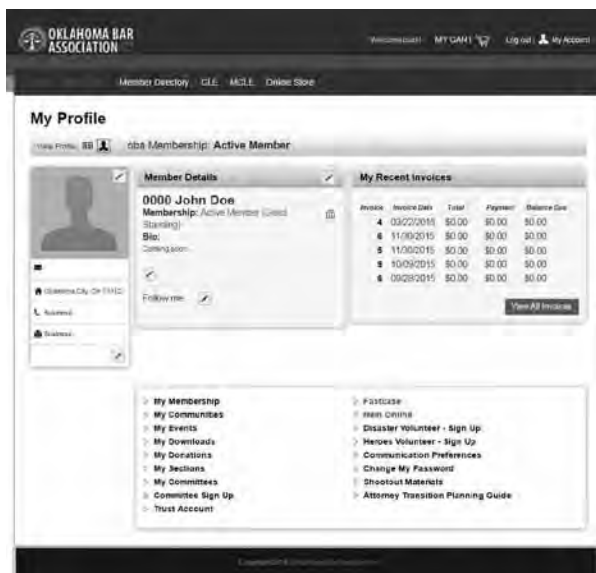 OKLAHOMA BAR
ASSOCIATION
MY CART
Log out
My Account
Member Directory CLE MCLE Online Store
My Profile
View Profile
oba Membership: Active Member
Member Details
0000 John Doe
Membership: Active Member (Good
Standing)
Bio:
Coming soon
Follow me:
My Recent Invoices
Invoice Invoice Date Total Payment Balance Due
$0.00 $0.00 $0.00
6 11/30/2015 $0.00 $0.00 $0.00
5 11/30/2015 $0.00 $0.00 $0.00
10/09/2015 $0.00 $0.00 $0.00
09/28/2015 $0.00 $0.00 $0.00
View All Invoices
Oklahoma City, OK
> My Membership
> My Communities
> My Events
> My Downloads
> My Donations
> My Sections
> My Committees
> Committee Sign Up
> Trust Account
> Fastcase
> Hein Online
> Disaster Volunteer - Sign Up
> Heroes Volunteer - Sign Up
> Communication Preferences
> Change My Password
> Shootout Materials
> Attorney Transition Planning Guide